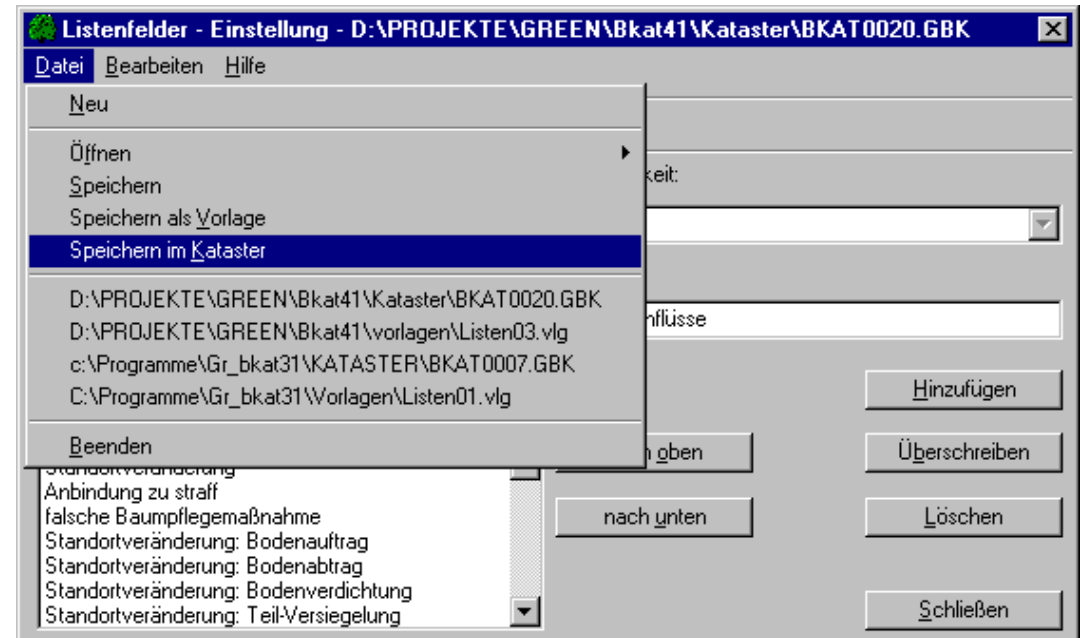 Listenfelder - Einstellung - D:\PROJEKTE\GREEN\Bkat41\Kataster\BKAT0020.GBK
Datei Bearbeiten Hilfe
Neu
Öffnen
Speichern
Speichern als Vorlage
Speichern im Kataster
D:\PROJEKTE\GREEN\Bkat41\Kataster\BKAT0020.GBK
D:\PROJEKTE\GREEN\Bkat41\vorlagen\Listen03.vlg
c:\Programme\Gr_bkat31\KATASTER\BKAT0007.GBK
C:\Programme\Gr_bkat31\Vorlagen\Listen01.vlg
Beenden
keit:
nflüsse
Hinzufügen
oben
Überschreiben
nach unten
Löschen
Schließen
Standortveränderung
Anbindung zu straff
falsche Baumpflegemaßnahme
Standortveränderung: Bodenauftrag
Standortveränderung: Bodenabtrag
Standortveränderung: Bodenverdichtung
Standortveränderung: Teil-Versiegelung